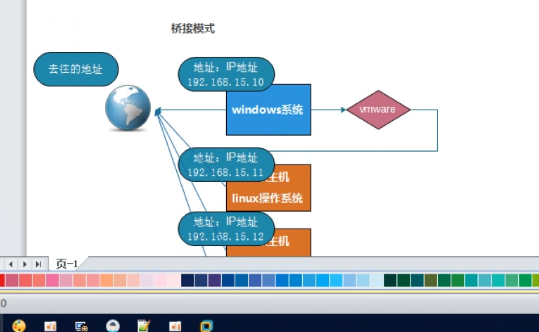 桥接模式
去往的地址
地址：IP地址
192.168.15.10
windows系统
vmware
地址：IP地址
192.168.15.11
主机
linux操作系统
地址：IP地址
192.168.15.12
主机
页-1
0